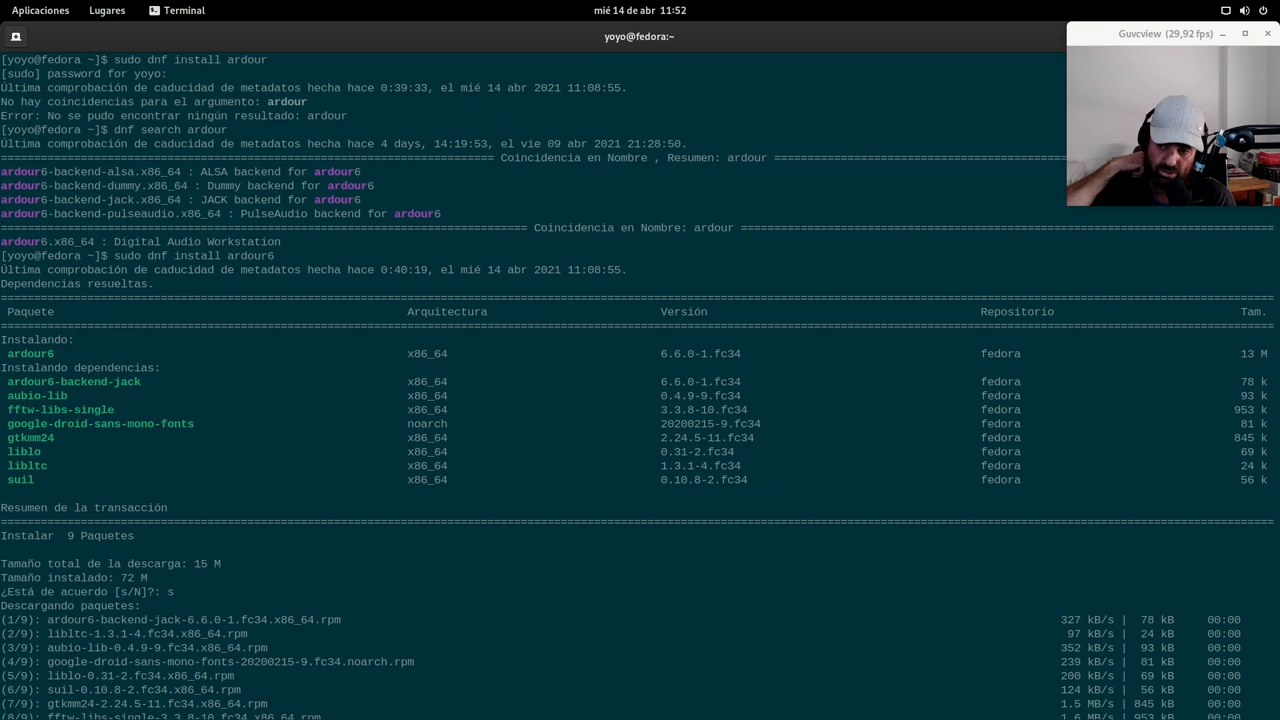 Aplicaciones Lugares Terminal mié 14 de abr 11:52
yoyo@fedora:~
Guvcview (29,92 fps)
[yoyo@fedora ~]$ sudo dnf install ardour
[sudo] password for yoyo:
Última comprobación de caducidad de metadatos hecha hace 0:39:33, el mié 14 abr 2021 11:08:55.
No hay coincidencias para el argumento: ardour
Error: No se pudo encontrar ningún resultado: ardour
[yoyo@fedora ~]$ dnf search ardour
Última comprobación de caducidad de metadatos hecha hace 4 days, 14:19:53, el vie 09 abr 2021 21:28:50.
Coincidencia en Nombre , Resumen: ardour
ardour6-backend-alsa.x86_64 : ALSA backend for ardour6
ardour6-backend-dummy.x86_64 : Dummy backend for ardour6
ardour6-backend-jack.x86_64 : JACK backend for ardour6
ardour6-backend-pulseaudio.x86_64 : PulseAudio backend for ardour6
Coincidencia en Nombre: ardour
ardour6.x86_64 : Digital Audio Workstation
[yoyo@fedora ~]$ sudo dnf install ardour6
Última comprobación de caducidad de metadatos hecha hace 0:40:19, el mié 14 abr 2021 11:08:55.
Dependencias resueltas.
Paquete Arquitectura Versión Repositorio Tam.
Instalando:
ardour6 x86_64 6.6.0-1.fc34 fedora 13 M
Instalando dependencias:
ardour6-backend-jack x86_64 6.6.0-1.fc34 fedora 78 k
aubio-lib x86_64 0.4.9-9.fc34 fedora 93 k
fftw-libs-single x86_64 3.3.8-10.fc34 fedora 953 k
google-droid-sans-mono-fonts noarch 20200215-9.fc34 fedora 81 k
gtkmm24 x86_64 2.24.5-11.fc34 fedora 845 k
liblo x86_64 0.31-2.fc34 fedora 69 k
libltc x86_64 1.3.1-4.fc34 fedora 24 k
suil x86_64 0.10.8-2.fc34 fedora 56 k
Resumen de la transacción
Instalar 9 Paquetes
Tamaño total de la descarga: 15 M
Tamaño instalado: 72 M
¿Está de acuerdo [s/N]?: s
Descargando paquetes:
(1/9): ardour6-backend-jack-6.6.0-1.fc34.x86_64.rpm 327 kB/s | 78 kB 00:00
(2/9): libltc-1.3.1-4.fc34.x86_64.rpm 97 kB/s | 24 kB 00:00
(3/9): aubio-lib-0.4.9-9.fc34.x86_64.rpm 352 kB/s | 93 kB 00:00
(4/9): google-droid-sans-mono-fonts-20200215-9.fc34.noarch.rpm 239 kB/s | 81 kB 00:00
(5/9): liblo-0.31-2.fc34.x86_64.rpm 200 kB/s | 69 kB 00:00
(6/9): suil-0.10.8-2.fc34.x86_64.rpm 124 kB/s | 56 kB 00:00
(7/9): gtkmm24-2.24.5-11.fc34.x86_64.rpm 1.5 MB/s | 845 kB 00:00
(8/9): fftw-libs-single-3.3.8-10.fc34.x86_64.rpm 1.6 MB/s | 953 kB 00:00